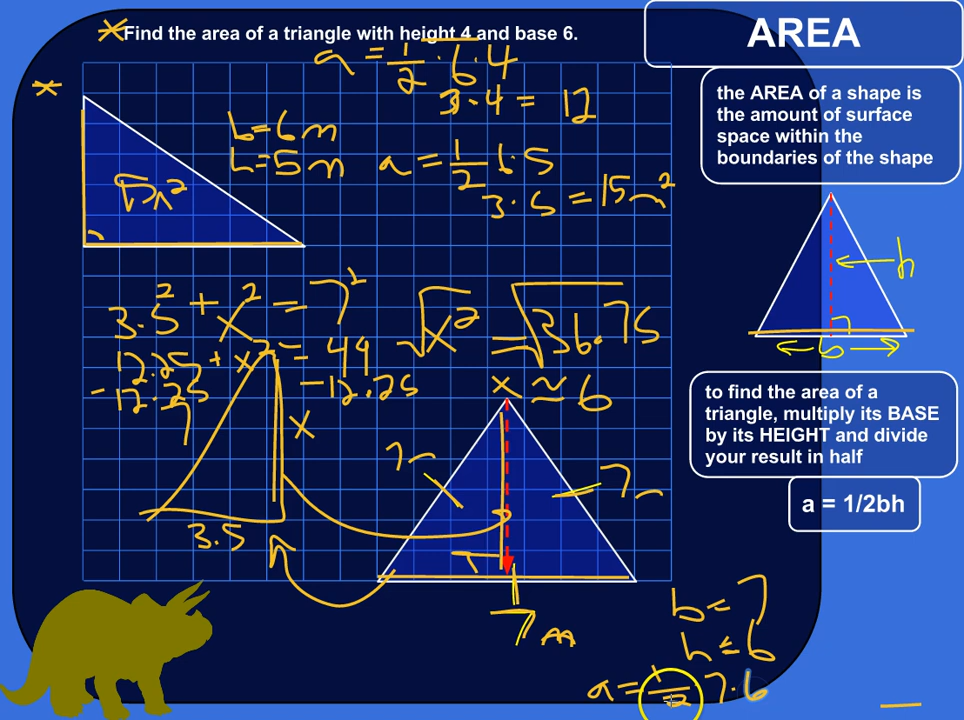 Find the area of a triangle with height 4 and base 6.
AREA
a = 1/2 · 6 · 4
3 · 4 = 12
the AREA of a shape is
the amount of surface
space within the
boundaries of the shape
b=6m
h=5m
a = 1/2 6·5
3·5 = 15m²
h
b
3.5² + x² = 7²
12.25 + x² = 49
-12.25
-12.25
√x² = √36.75
x ≈ 6
7
x
3.5
7m
7m
to find the area of a
triangle, multiply its BASE
by its HEIGHT and divide
your result in half
a = 1/2bh
b = 7
h = 6
a = 1/2 7·6